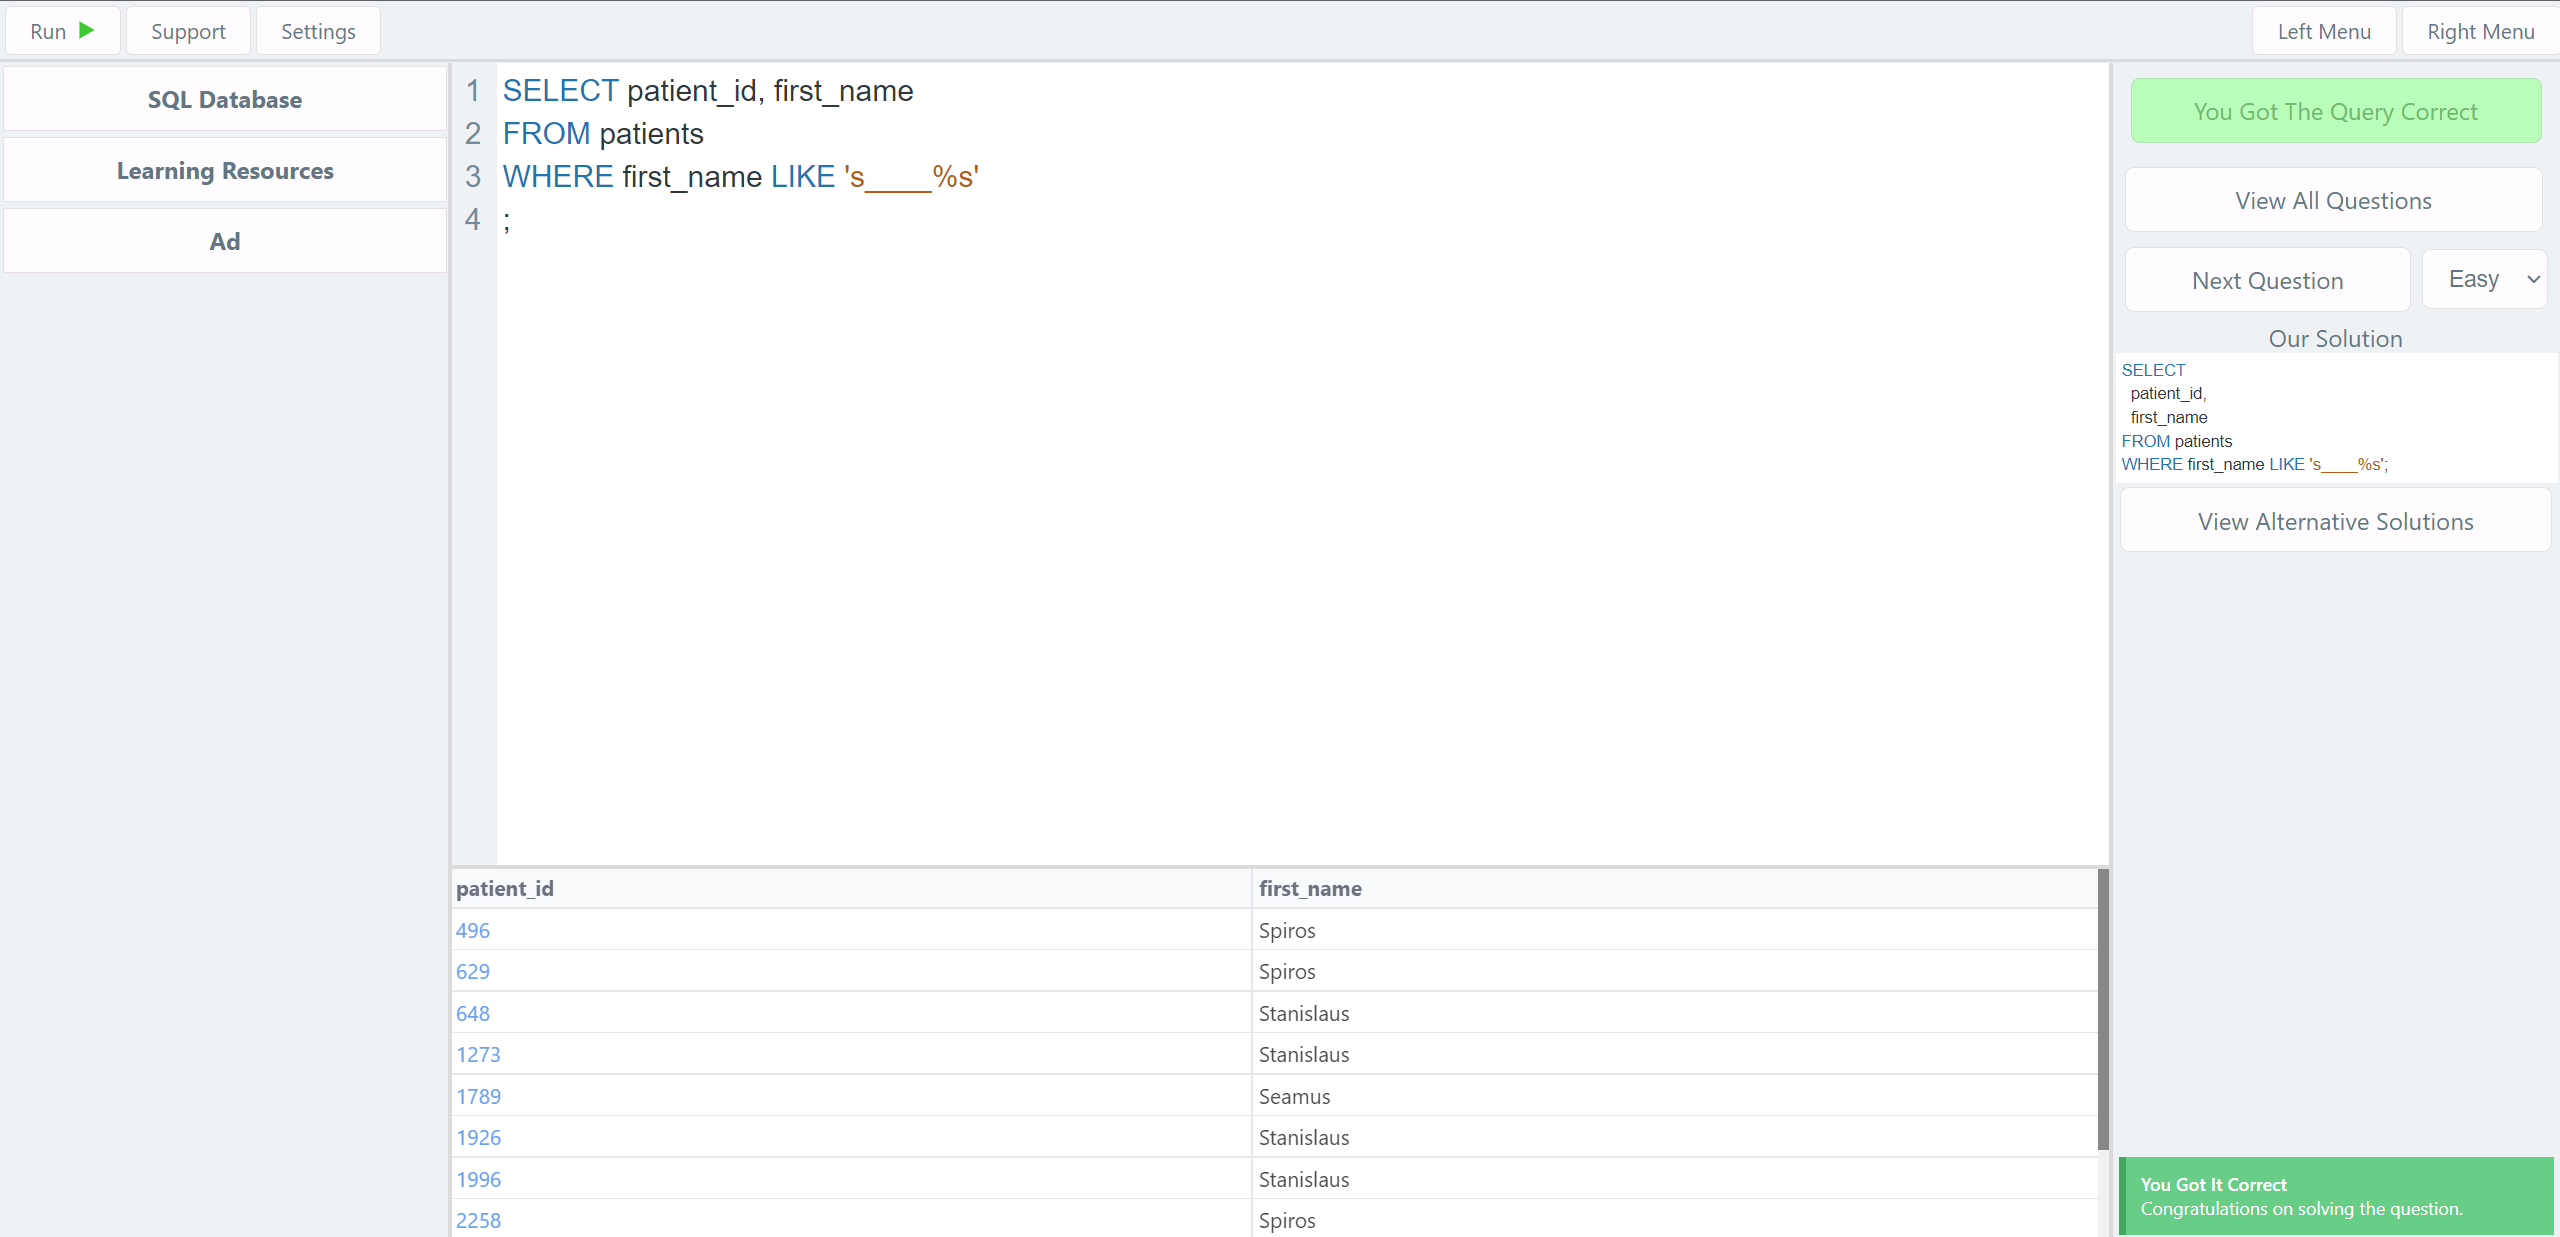 Run
Support
Settings
Left Menu
Right Menu
SQL Database
Learning Resources
Ad
1 SELECT patient_id, first_name
2 FROM patients
3 WHERE first_name LIKE 's____%s'
4 ;
patient_id first_name
496 Spiros
629 Spiros
648 Stanislaus
1273 Stanislaus
1789 Seamus
1926 Stanislaus
1996 Stanislaus
2258 Spiros
You Got The Query Correct
View All Questions
Next Question
Easy
Our Solution
SELECT
patient_id,
first_name
FROM patients
WHERE first_name LIKE 's____%s';
View Alternative Solutions
You Got It Correct
Congratulations on solving the question.